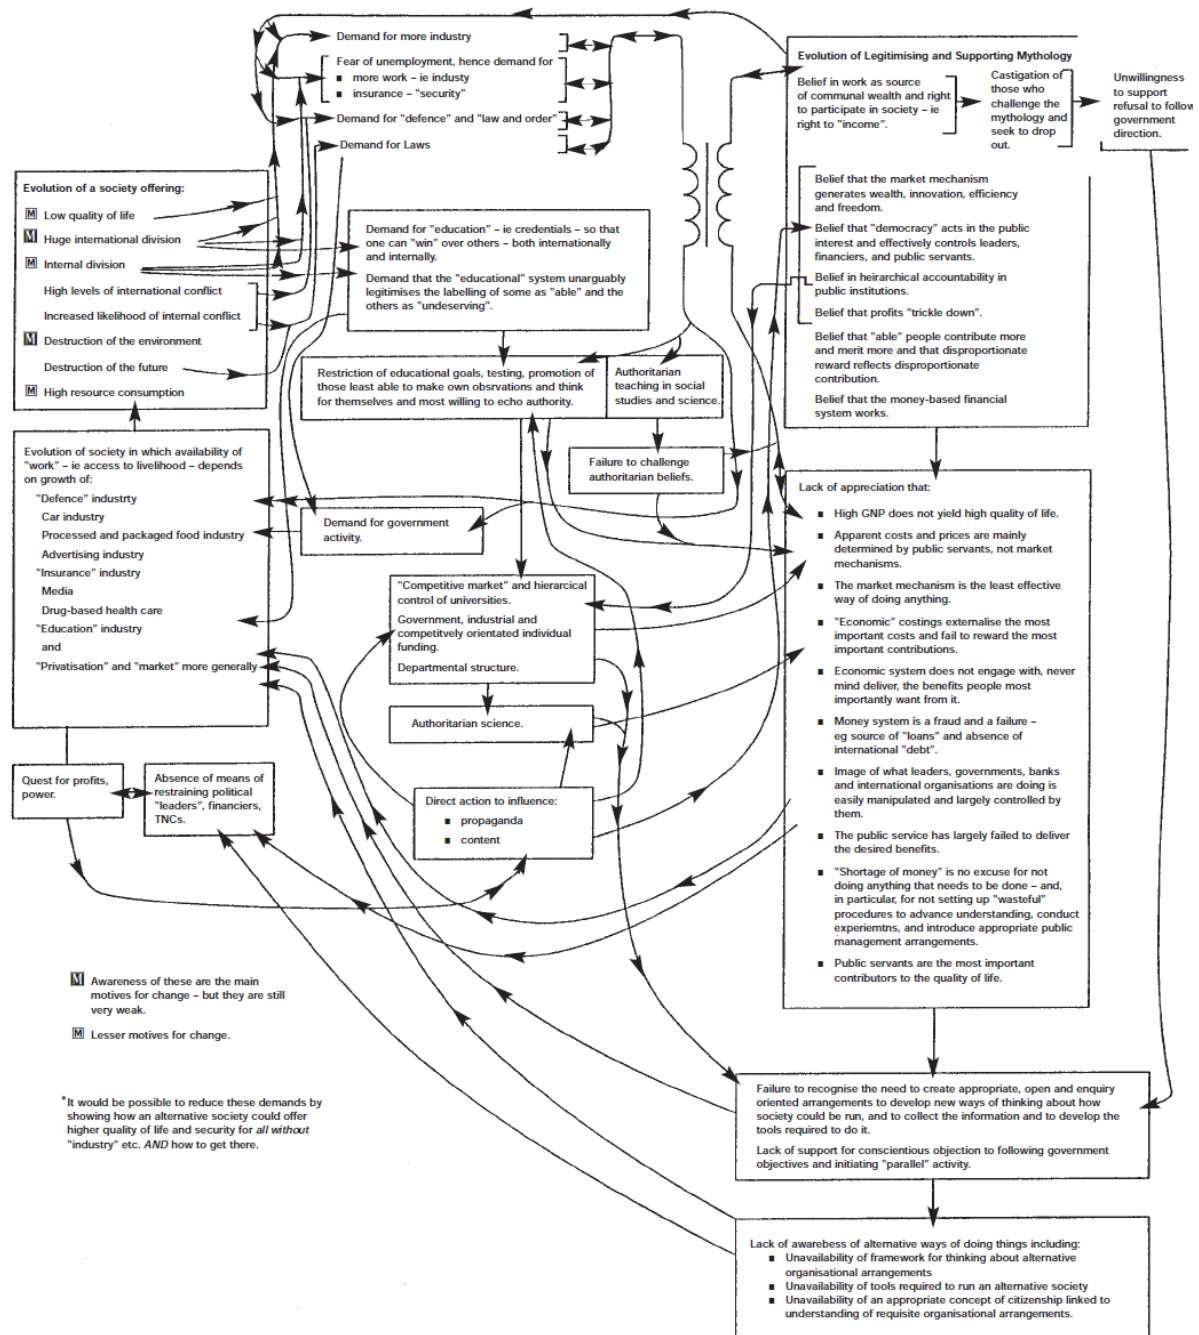 Demand for more industry
Fear of unemployment, hence demand for
■ more work – ie industy
■ insurance – "security"
Demand for "defence" and "law and order"
Demand for Laws
Evolution of Legitimising and Supporting Mythology
Belief in work as source
of communal wealth and right
to participate in society – ie
right to "income".
Castigation of
those who
challenge the
mythology and
seek to drop
out.
Unwillingness
to support
refusal to follow
government
direction.
Belief that the market mechanism
generates wealth, innovation, efficiency
and freedom.
Belief that "democracy" acts in the public
interest and effectively controls leaders,
financiers, and public servants.
Belief in heirarchical accountability in
public institutions.
Belief that profits "trickle down".
Belief that "able" people contribute more
and merit more and that disproportionate
reward reflects disproportionate
contribution.
Belief that the money-based financial
system works.
Evolution of a society offering:
M Low quality of life
M Huge international division
M Internal division
High levels of international conflict
Increased likelihood of internal conflict
M Destruction of the environment
Destruction of the future
M High resource consumption
Demand for "education" – ie credentials – so that
one can "win" over others – both internationally
and internally.
Demand that the "educational" system unarguably
legitimises the labelling of some as "able" and the
others as "undeserving".
Restriction of educational goals, testing, promotion of
those least able to make own obsrvations and think
for themselves and most willing to echo authority.
Authoritarian
teaching in social
studies and science.
Failure to challenge
authoritarian beliefs.
Evolution of society in which availability of
"work" – ie access to livelihood – depends
on growth of:
"Defence" industrty
Car industry
Processed and packaged food industry
Advertising industry
"Insurance" industry
Media
Drug-based health care
"Education" industry
and
"Privatisation" and "market" more generally
Demand for government
activity.
"Competitive market" and hierarcical
control of universities.
Government, industrial and
competitvely orientated individual
funding.
Departmental structure.
Authoritarian science.
Direct action to influence:
■ propaganda
■ content
Quest for profits,
power.
Absence of means of
restraining political
"leaders", financiers,
TNCs.
Lack of appreciation that:
■ High GNP does not yield high quality of life.
■ Apparent costs and prices are mainly
determined by public servants, not market
mechanisms.
■ The market mechanism is the least effective
way of doing anything.
■ "Economic" costings externalise the most
important costs and fail to reward the most
important contributions.
■ Economic system does not engage with, never
mind deliver, the benefits people most
importantly want from it.
■ Money system is a fraud and a failure –
eg source of "loans" and absence of
international "debt".
■ Image of what leaders, governments, banks
and international organisations are doing is
easily manipulated and largely controlled by
them.
■ The public service has largely failed to deliver
the desired benefits.
■ "Shortage of money" is no excuse for not
doing anything that needs to be done – and,
in particular, for not setting up "wasteful"
procedures to advance understanding, conduct
experiemtns, and introduce appropriate public
management arrangements.
■ Public servants are the most important
contributors to the quality of life.
M Awareness of these are the main
motives for change – but they are still
very weak.
M Lesser motives for change.
*It would be possible to reduce these demands by
showing how an alternative society could offer
higher quality of life and security for all without
"industry" etc. AND how to get there.
Failure to recognise the need to create appropriate, open and enquiry
oriented arrangements to develop new ways of thinking about how
society could be run, and to collect the information and to develop the
tools required to do it.
Lack of support for conscientious objection to following government
objectives and initiating "parallel" activity.
Lack of awarebess of alternative ways of doing things including:
■ Unavailability of framework for thinking about alternative
organisational arrangements
■ Unavailability of tools required to run an alternative society
■ Unavailability of an appropriate concept of citizenship linked to
understanding of requisite organisational arrangements.